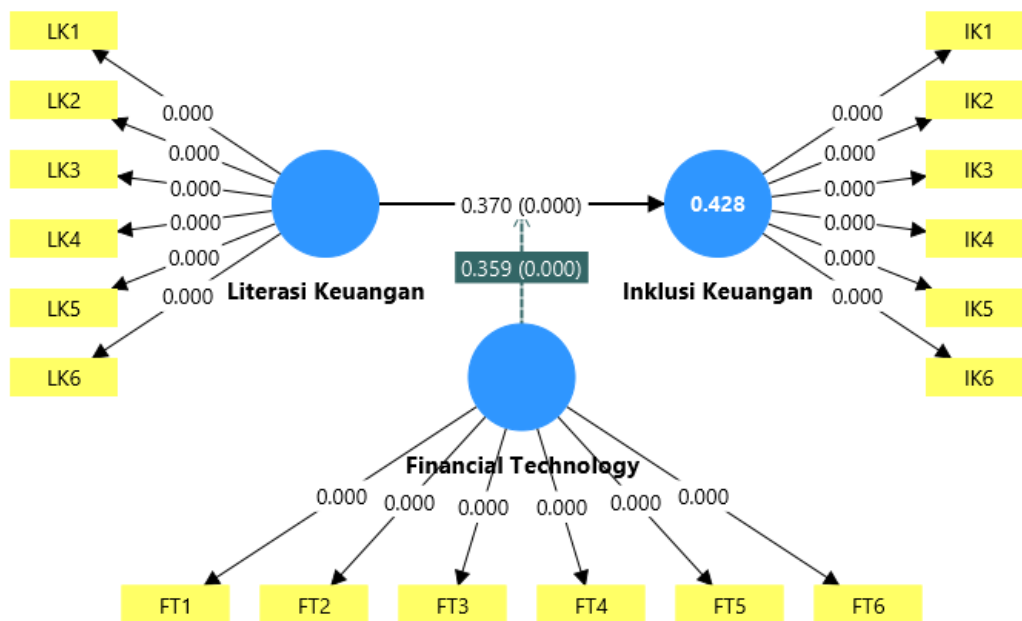 LK1
IK1
LK2
IK2
0.000
0.000
LK3
0.000
0.000
IK3
0.000
0.000
0.370 (0.000)
0.428
LK4
0.000
0.000
IK4
0.000
0.000
0.359 (0.000)
LK5
0.000
0.000
IK5
Literasi Keuangan
Inklusi Keuangan
LK6
IK6
Financial Technology
0.000
0.000
0.000
0.000
0.000
0.000
FT1
FT2
FT3
FT4
FT5
FT6